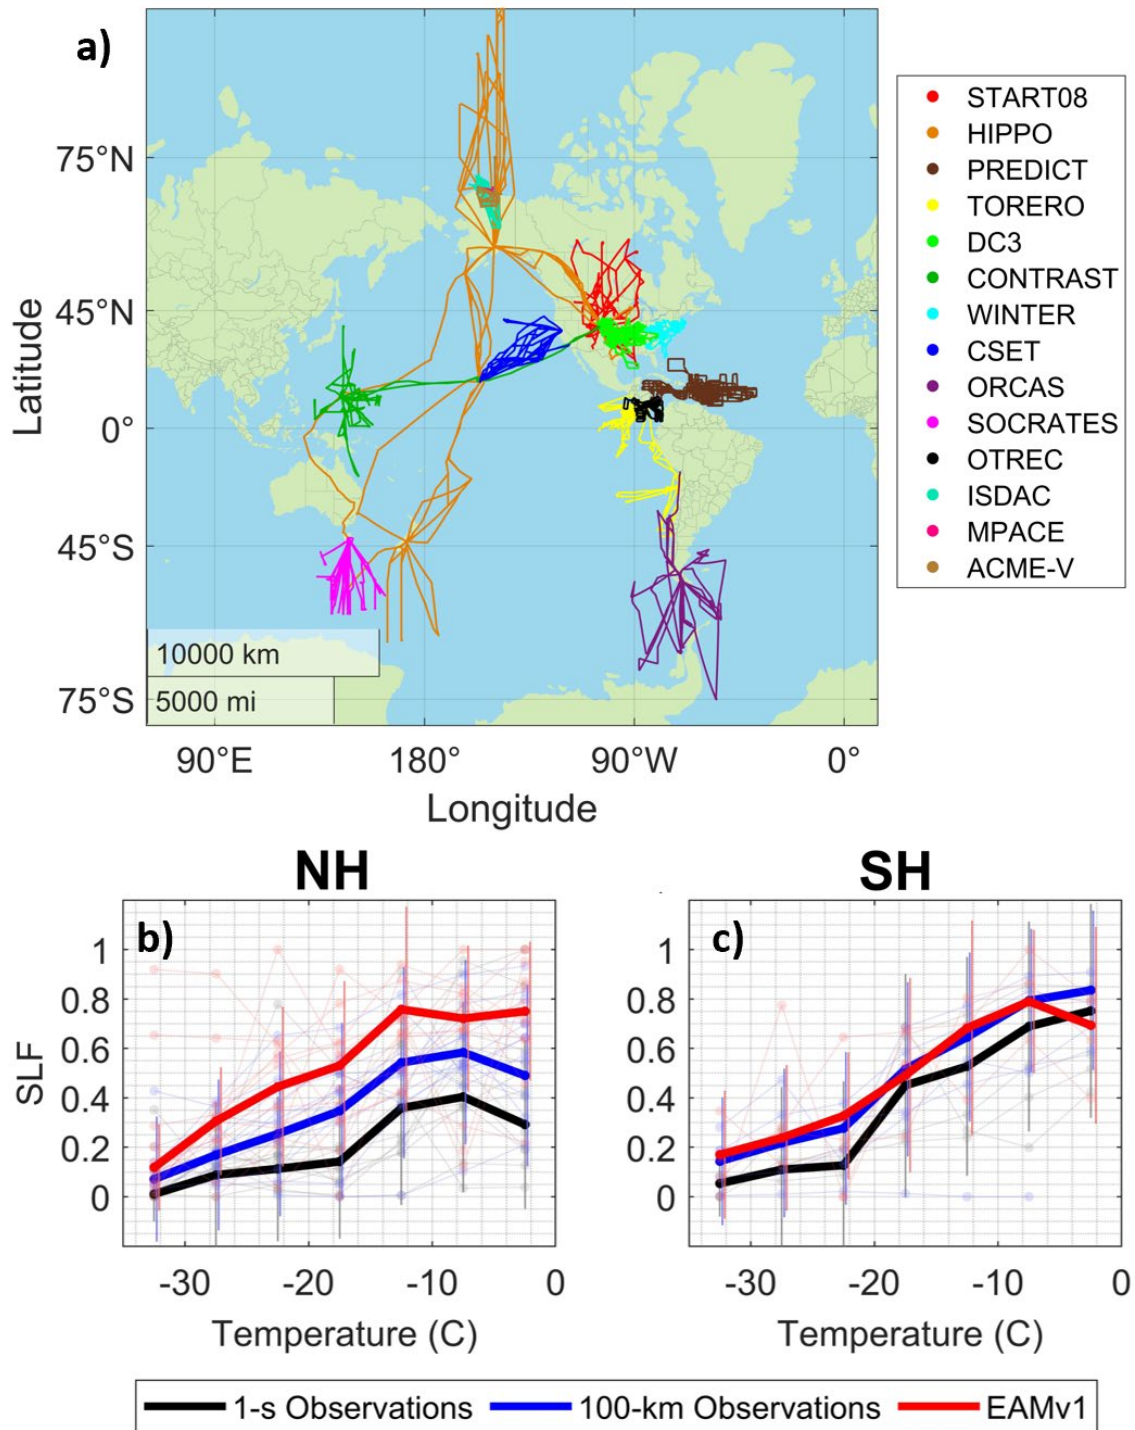 a)
75°N
45°N
0°
45°S
75°S
Latitude
10000 km
5000 mi
90°E
180°
90°W
0°
Longitude
START08
HIPPO
PREDICT
TORERO
DC3
CONTRAST
WINTER
CSET
ORCAS
SOCRATES
OTREC
ISDAC
MPACE
ACME-V
NH
b)
1
0.8
0.6
0.4
0.2
0
SLF
-30
-20
-10
0
Temperature (C)
SH
c)
1
0.8
0.6
0.4
0.2
0
-30
-20
-10
0
Temperature (C)
1-s Observations
100-km Observations
EAMv1